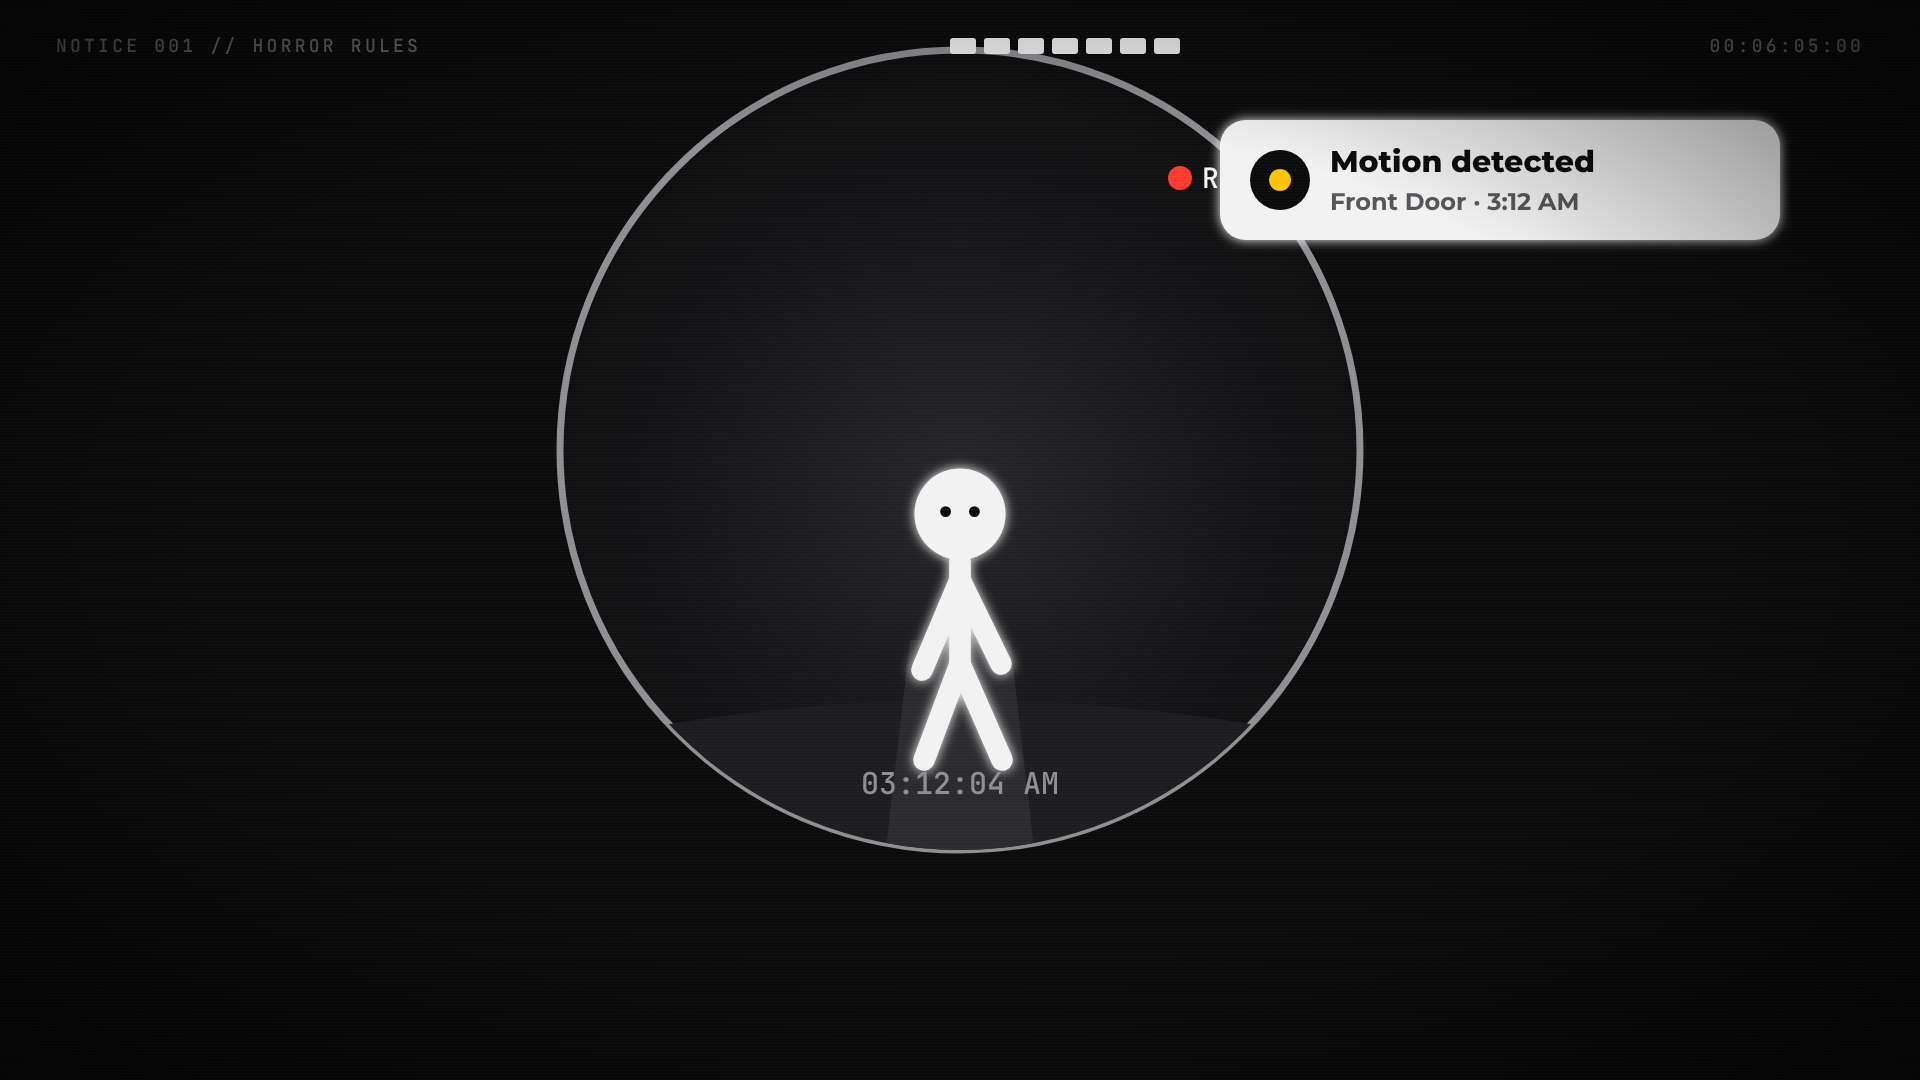 NOTICE 001 // HORROR RULES
00:06:05:00
R
Motion detected
Front Door · 3:12 AM
03:12:04 AM